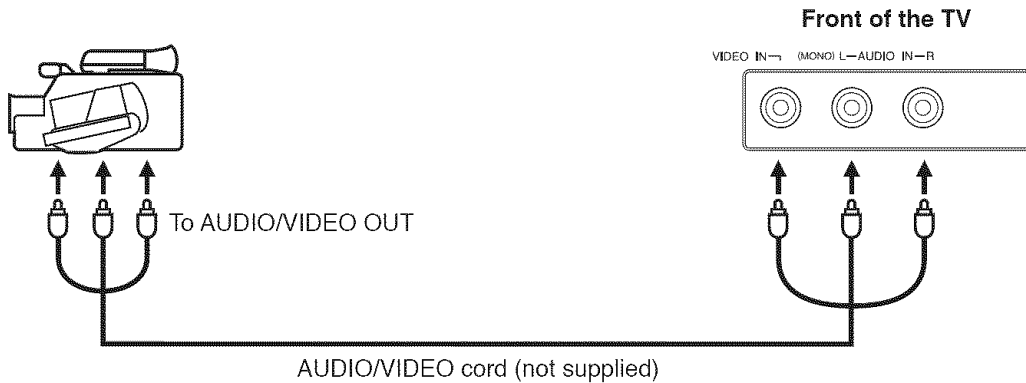 Front of the TV
VIDEO IN (MONO) L—AUDIO IN—R
To AUDIO/VIDEO OUT
AUDIO/VIDEO cord (not supplied)